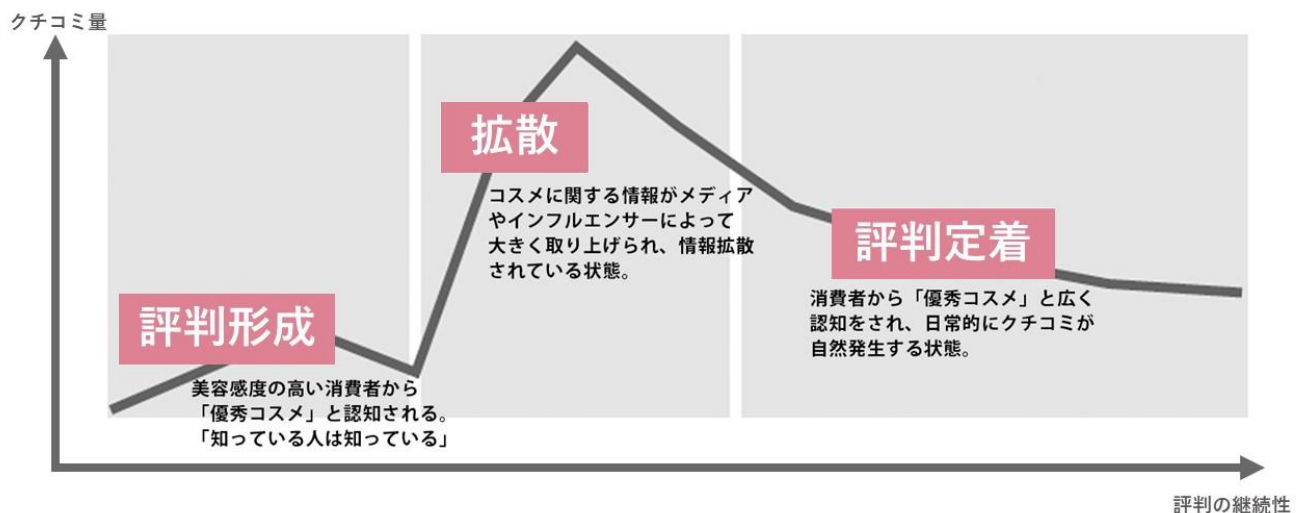 クチコミ量
拡散
コスメに関する情報がメディア
やインフルエンサーによって
大きく取り上げられ、情報拡散
されている状態。
評判定着
消費者から「優秀コスメ」と広く
認知をされ、日常的にクチコミが
自然発生する状態。
評判形成
美容感度の高い消費者から
「優秀コスメ」と認知される。
「知っている人は知っている」
評判の継続性